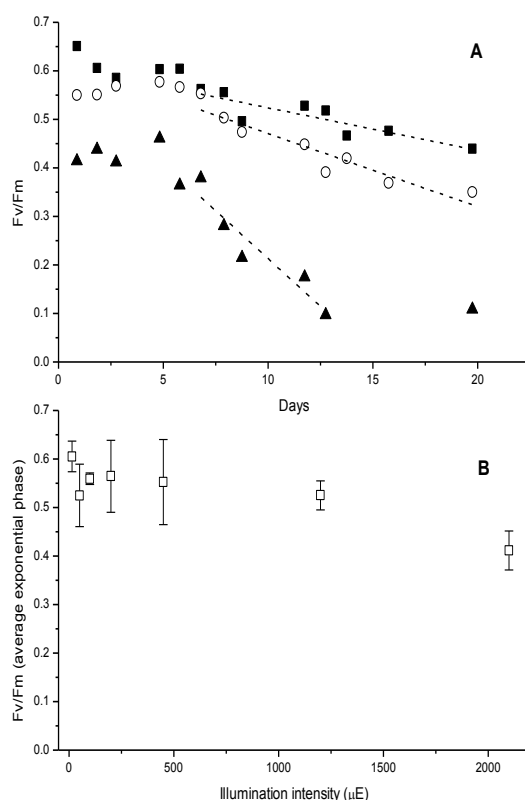 A
0.7
0.6
0.5
0.4
0.3
0.2
0.1
0.0
Fv/Fm
0 5 10 15 20
Days
B
0.7
0.6
0.5
0.4
0.3
0.2
0.1
0.0
Fv/Fm (average exponential phase)
0 500 1000 1500 2000
Illumination intensity (μE)